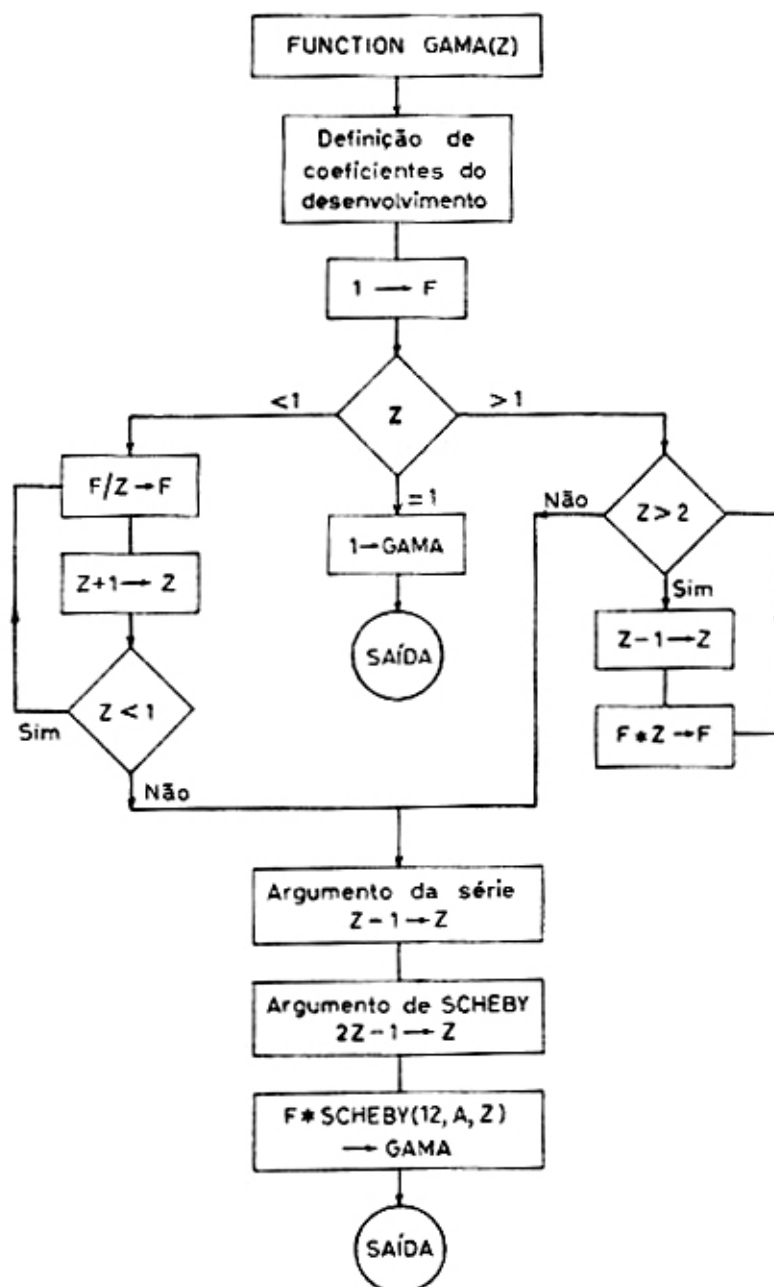 FUNCTION GAMA(Z)
Definição de
coeficientes do
desenvolvimento
1 → F
Z
<1
>1
=1
F/Z → F
Z+1 → Z
Z < 1
Sim
Não
1 → GAMA
SAÍDA
Z > 2
Não
Sim
Z-1 → Z
F * Z → F
Argumento da série
Z - 1 → Z
Argumento de SCHEBY
2Z - 1 → Z
F * SCHEBY(12, A, Z)
→ GAMA
SAÍDA